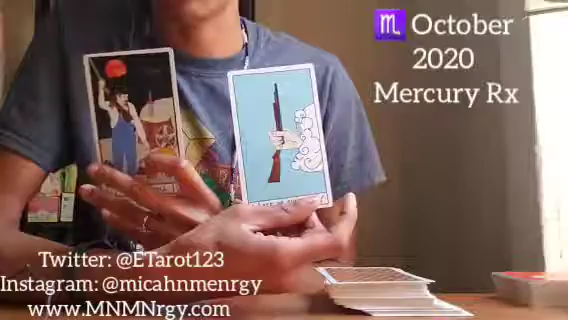 ♏ October
2020
Mercury Rx
Twitter: @ETarot123
Instagram: @micahnmenrgy
www.MNMNrgy.com